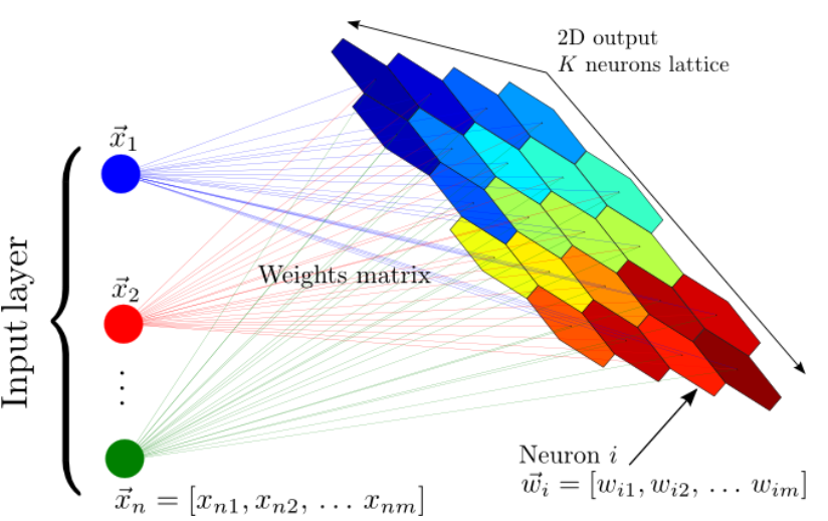 2D output
K neurons lattice
Input layer
x⃗₁
x⃗₂
⋮
Weights matrix
Neuron i
w⃗ᵢ = [wᵢ₁, wᵢ₂, … wᵢₘ]
x⃗ₙ = [xₙ₁, xₙ₂, … xₙₘ]